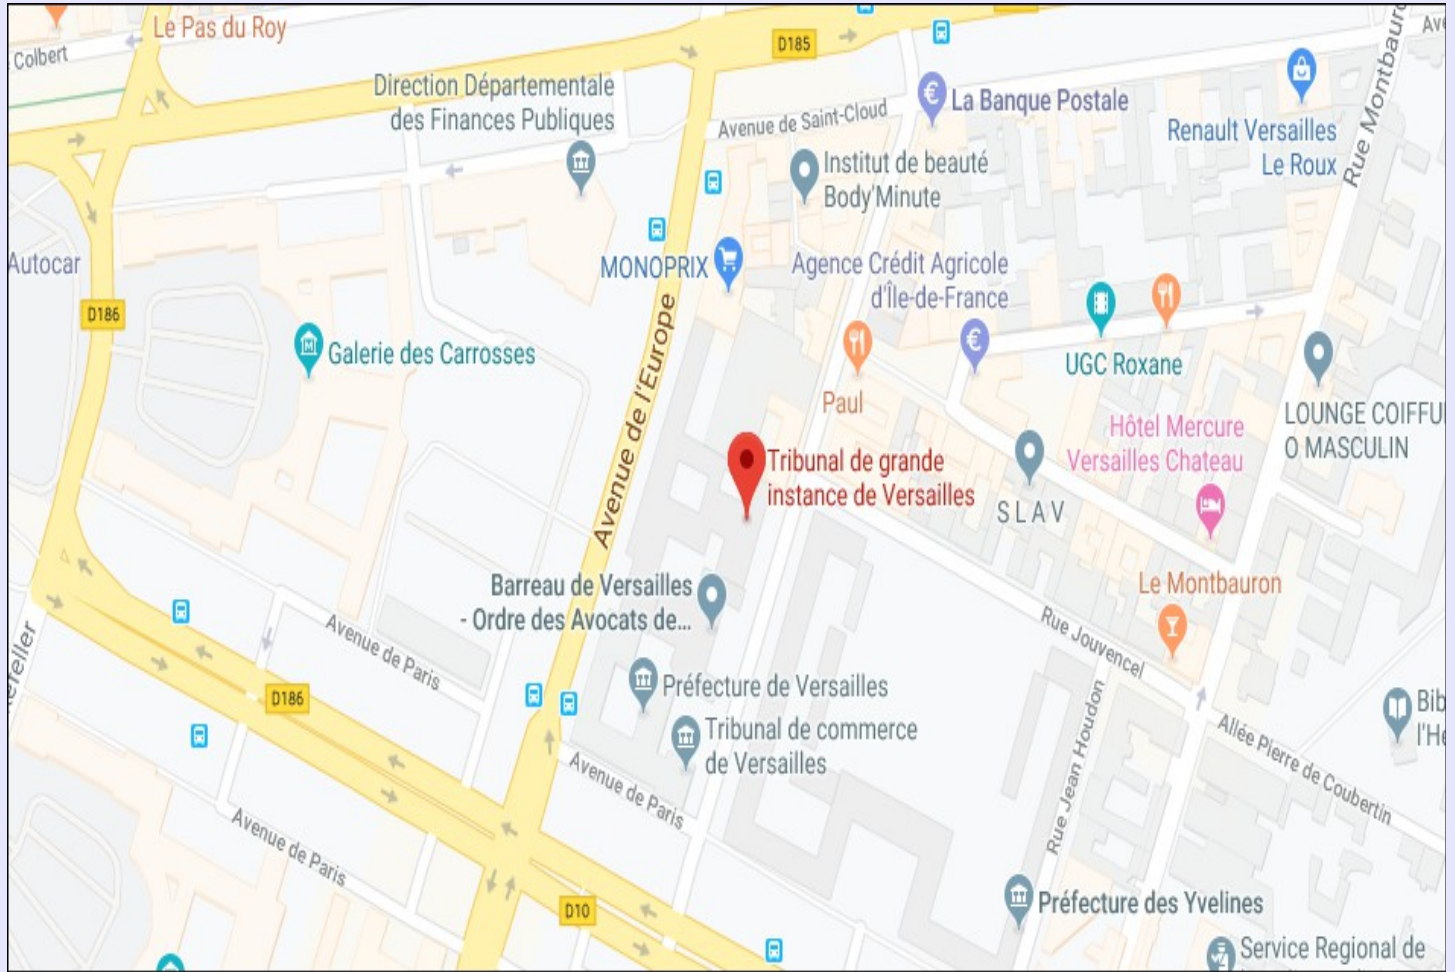 Le Pas du Roy
Colbert
D185
Rue Montbauron
Direction Départementale
des Finances Publiques
La Banque Postale
Avenue de Saint-Cloud
Renault Versailles
Le Roux
Institut de beauté
Body'Minute
Autocar
MONOPRIX
Agence Crédit Agricole
d'Île-de-France
D186
Galerie des Carrosses
Avenue de l'Europe
UGC Roxane
Paul
LOUNGE COIFFU
O MASCULIN
Hôtel Mercure
Versailles Chateau
Tribunal de grande
instance de Versailles
S L A V
Barreau de Versailles
- Ordre des Avocats de...
Le Montbauron
Rue Jouvencel
Avenue de Paris
efeller
Préfecture de Versailles
D186
Tribunal de commerce
de Versailles
Rue Jean Houdon
Bib
l'Hé
Allée Pierre de Coubertin
Avenue de Paris
Avenue de Paris
Préfecture des Yvelines
D10
Service Regional de